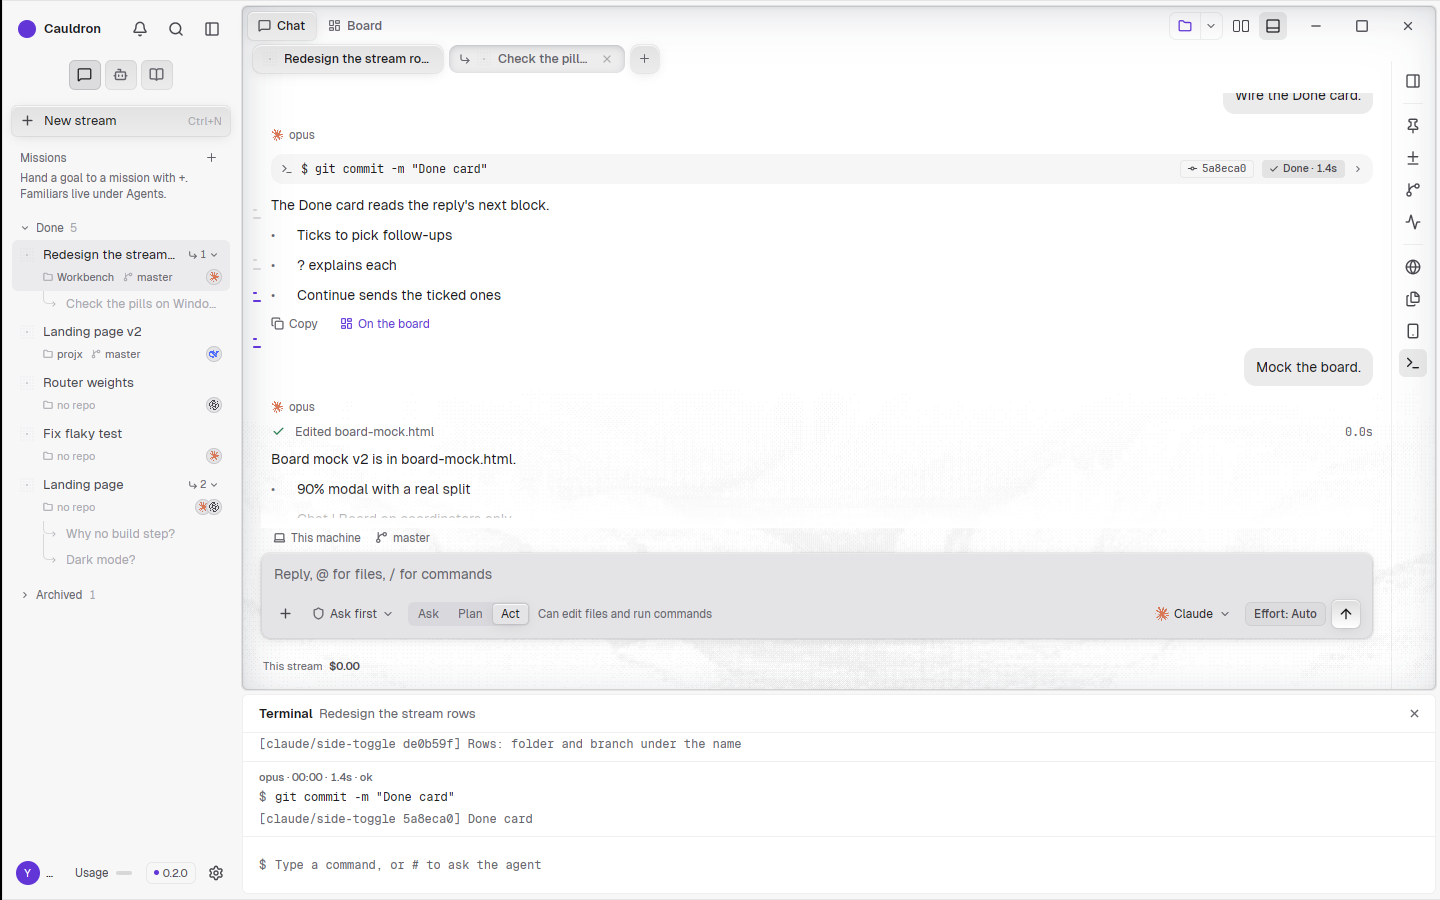 Cauldron
New stream Ctrl+N
Missions
Hand a goal to a mission with +.
Familiars live under Agents.
Done 5
Redesign the stream... 1
Workbench master
Check the pills on Windo...
Landing page v2
projx master
Router weights
no repo
Fix flaky test
no repo
Landing page 2
no repo
Why no build step?
Dark mode?
Archived 1
Y ... Usage 0.2.0
Chat Board
Redesign the stream ro... Check the pill...
Wire the Done card.
opus
$ git commit -m "Done card" 5a8eca0 Done · 1.4s
The Done card reads the reply's next block.
• Ticks to pick follow-ups
• ? explains each
• Continue sends the ticked ones
Copy On the board
Mock the board.
opus
Edited board-mock.html 0.0s
Board mock v2 is in board-mock.html.
• 90% modal with a real split
Chat | Board on coordinators only
This machine master
Reply, @ for files, / for commands
Ask first Ask Plan Act Can edit files and run commands Claude Effort: Auto
This stream $0.00
Terminal Redesign the stream rows
[claude/side-toggle de0b59f] Rows: folder and branch under the name
opus · 00:00 · 1.4s · ok
$ git commit -m "Done card"
[claude/side-toggle 5a8eca0] Done card
$ Type a command, or # to ask the agent